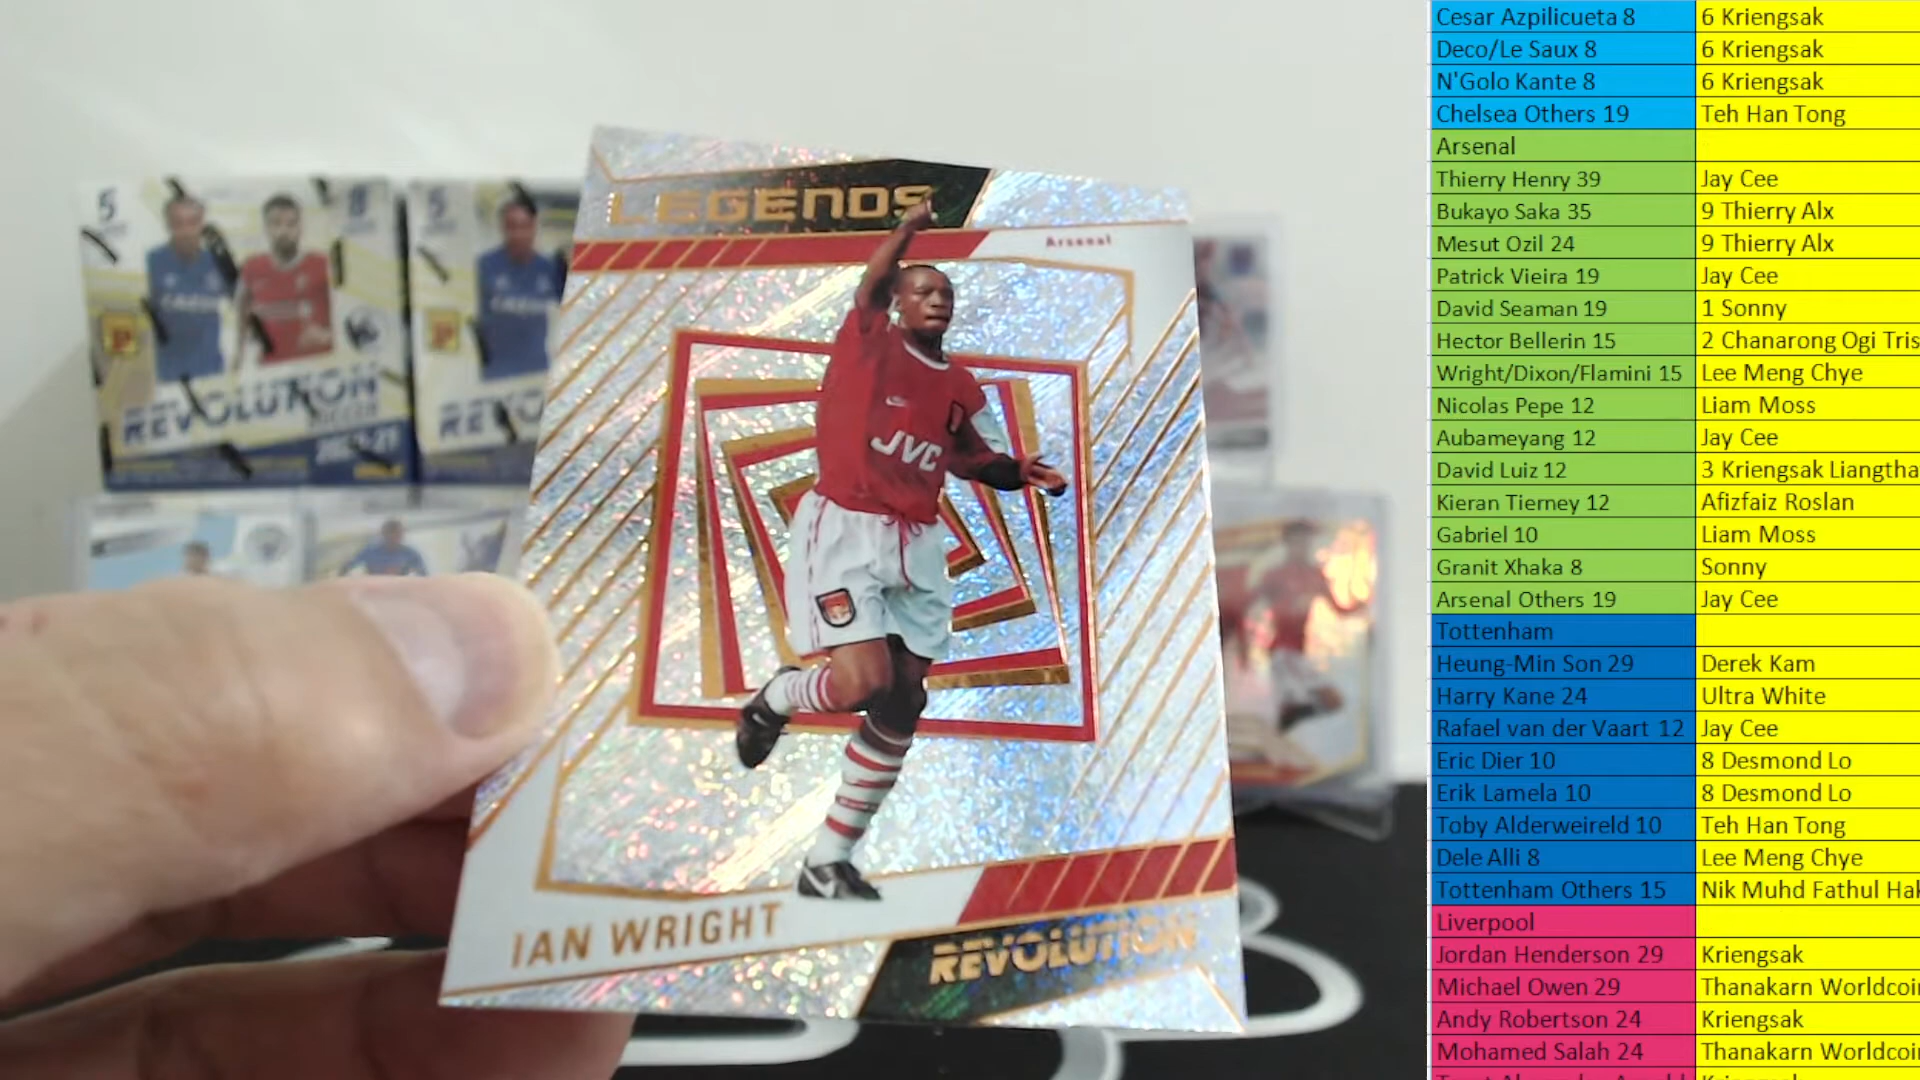 LEGENDS
Arsenal
JVC
IAN WRIGHT
REVOLUTION
5
8
5
REVOLUTION
SOCCER
REVO
Cesar Azpilicueta 8 6 Kriengsak
Deco/Le Saux 8 6 Kriengsak
N'Golo Kante 8 6 Kriengsak
Chelsea Others 19 Teh Han Tong
Arsenal
Thierry Henry 39 Jay Cee
Bukayo Saka 35 9 Thierry Alx
Mesut Ozil 24 9 Thierry Alx
Patrick Vieira 19 Jay Cee
David Seaman 19 1 Sonny
Hector Bellerin 15 2 Chanarong Ogi Tris
Wright/Dixon/Flamini 15 Lee Meng Chye
Nicolas Pepe 12 Liam Moss
Aubameyang 12 Jay Cee
David Luiz 12 3 Kriengsak Liangtha
Kieran Tierney 12 Afizfaiz Roslan
Gabriel 10 Liam Moss
Granit Xhaka 8 Sonny
Arsenal Others 19 Jay Cee
Tottenham
Heung-Min Son 29 Derek Kam
Harry Kane 24 Ultra White
Rafael van der Vaart 12 Jay Cee
Eric Dier 10 8 Desmond Lo
Erik Lamela 10 8 Desmond Lo
Toby Alderweireld 10 Teh Han Tong
Dele Alli 8 Lee Meng Chye
Tottenham Others 15 Nik Muhd Fathul Hak
Liverpool
Jordan Henderson 29 Kriengsak
Michael Owen 29 Thanakarn Worldcoin
Andy Robertson 24 Kriengsak
Mohamed Salah 24 Thanakarn Worldcoin